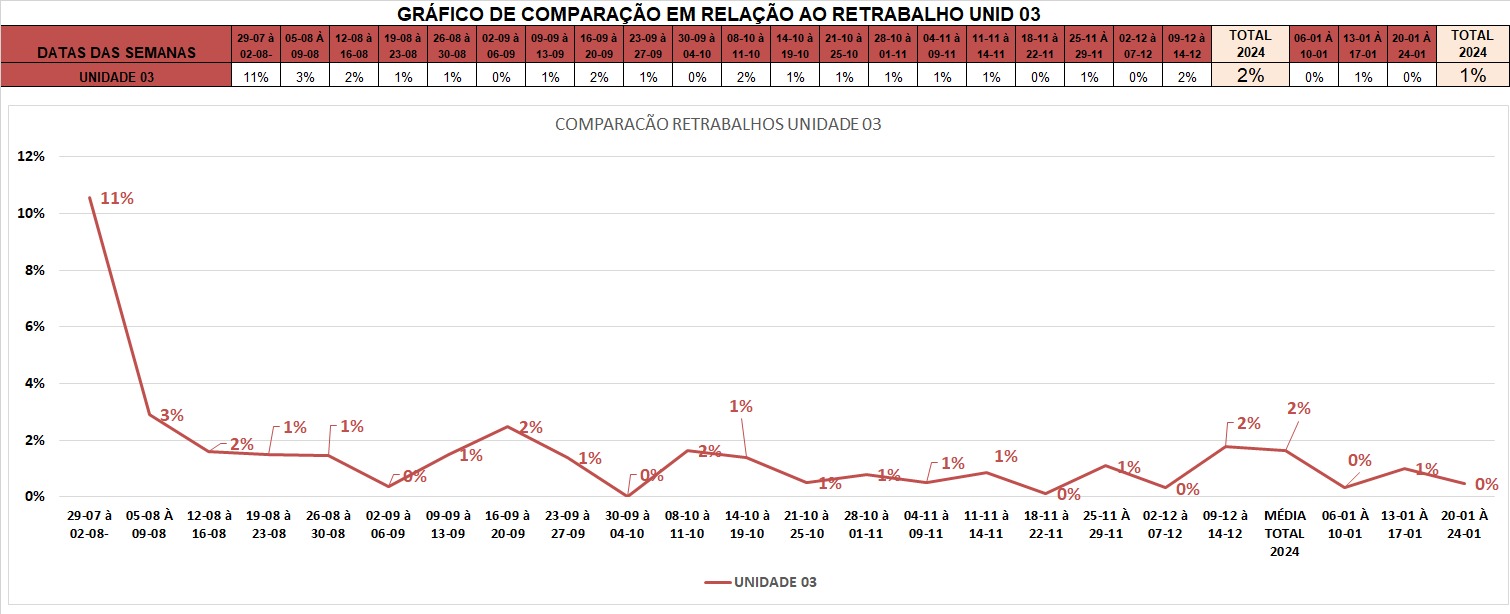 GRÁFICO DE COMPARAÇÃO EM RELAÇÃO AO RETRABALHO UNID 03
DATAS DAS SEMANAS 29-07 à 02-08- 05-08 À 09-08 12-08 à 16-08 19-08 à 23-08 26-08 à 30-08 02-09 à 06-09 09-09 à 13-09 16-09 à 20-09 23-09 à 27-09 30-09 à 04-10 08-10 à 11-10 14-10 à 19-10 21-10 à 25-10 28-10 à 01-11 04-11 à 09-11 11-11 à 14-11 18-11 à 22-11 25-11 À 29-11 02-12 à 07-12 09-12 à 14-12 TOTAL 2024 06-01 À 10-01 13-01 À 17-01 20-01 À 24-01 TOTAL 2024
UNIDADE 03 11% 3% 2% 1% 1% 0% 1% 2% 1% 0% 2% 1% 1% 1% 1% 1% 0% 1% 0% 2% 2% 0% 1% 0% 1%
COMPARACÃO RETRABALHOS UNIDADE 03
12%
10%
8%
6%
4%
2%
0%
11% 3% 2% 1% 1% 0% 1% 2% 1% 0% 2% 1% 1% 1% 1% 1% 0% 1% 0% 2% 2% 0% 1% 0%
29-07 à 05-08 À 12-08 à 19-08 à 26-08 à 02-09 à 09-09 à 16-09 à 23-09 à 30-09 à 08-10 à 14-10 à 21-10 à 28-10 à 04-11 à 11-11 à 18-11 à 25-11 À 02-12 à 09-12 à MÉDIA 06-01 À 13-01 À 20-01 À
02-08- 09-08 16-08 23-08 30-08 06-09 13-09 20-09 27-09 04-10 11-10 19-10 25-10 01-11 09-11 14-11 22-11 29-11 07-12 14-12 TOTAL 10-01 17-01 24-01
2024
UNIDADE 03